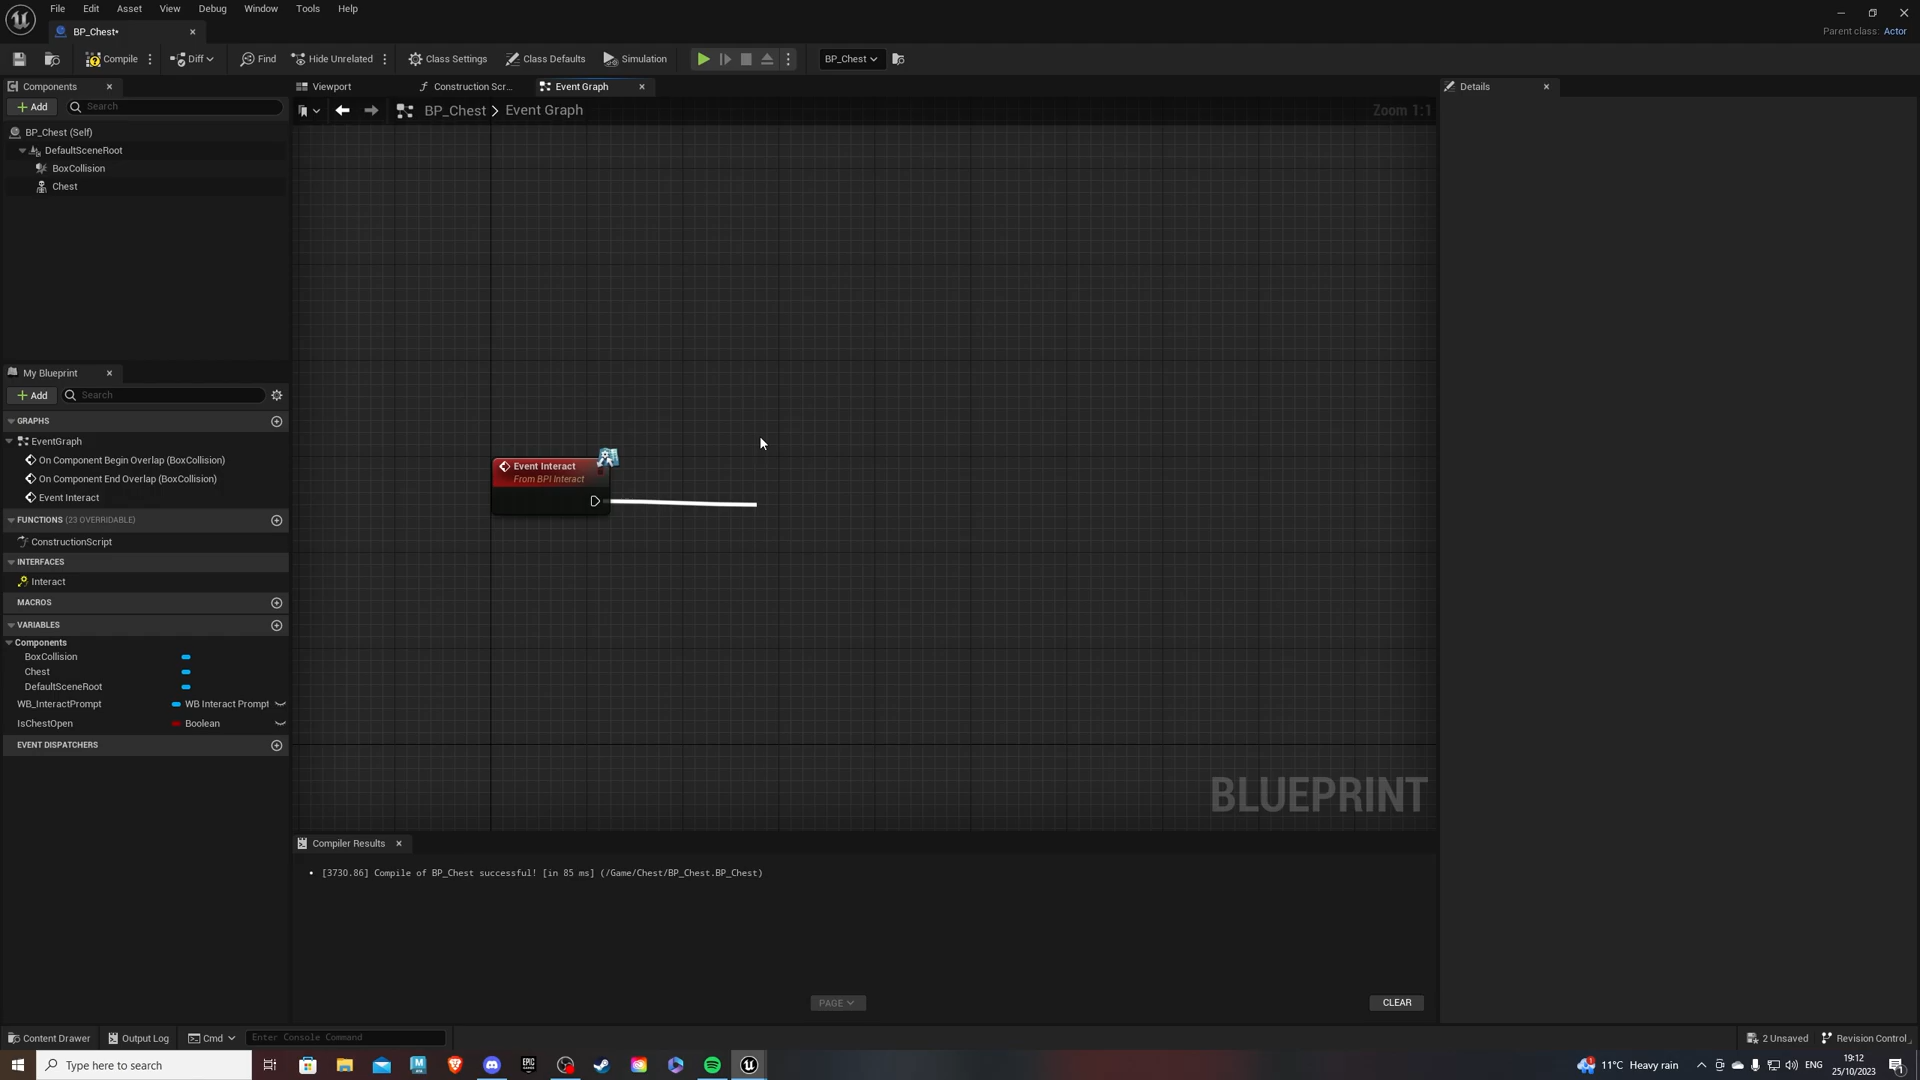 File Edit Asset View Debug Window Tools Help
BP_Chest•
Parent class: Actor
Compile Diff Find Hide Unrelated Class Settings Class Defaults Simulation BP_Chest
Components
Viewport Construction Scr... Event Graph
Details
Add Search
BP_Chest > Event Graph
Zoom 1:1
BP_Chest (Self)
DefaultSceneRoot
BoxCollision
Chest
My Blueprint
Add Search
GRAPHS
EventGraph
On Component Begin Overlap (BoxCollision)
On Component End Overlap (BoxCollision)
Event Interact
FUNCTIONS (23 OVERRIDABLE)
ConstructionScript
INTERFACES
Interact
MACROS
VARIABLES
Components
BoxCollision
Chest
DefaultSceneRoot
WB_InteractPrompt WB Interact Prompt
IsChestOpen Boolean
EVENT DISPATCHERS
Event Interact
From BPI Interact
BLUEPRINT
Compiler Results
• [3730.86] Compile of BP_Chest successful! [in 85 ms] (/Game/Chest/BP_Chest.BP_Chest)
PAGE
CLEAR
Content Drawer Output Log Cmd Enter Console Command
2 Unsaved Revision Control
Type here to search
11°C Heavy rain
ENG
19:12
25/10/2023